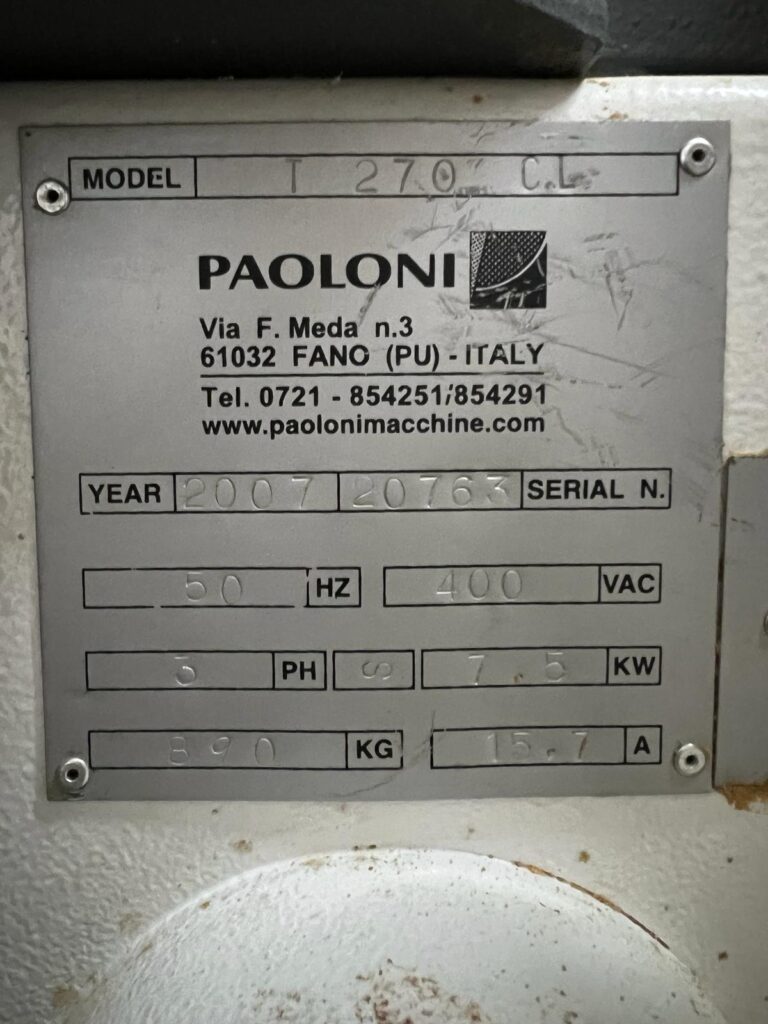 MODEL T 270 C.L.
PAOLONI
Via F. Meda n.3
61032 FANO (PU) - ITALY
Tel. 0721 - 854251/854291
www.paolonimacchine.com
YEAR 2007 20763 SERIAL N.
50 HZ 400 VAC
3 PH S 7.5 KW
890 KG 15.7 A